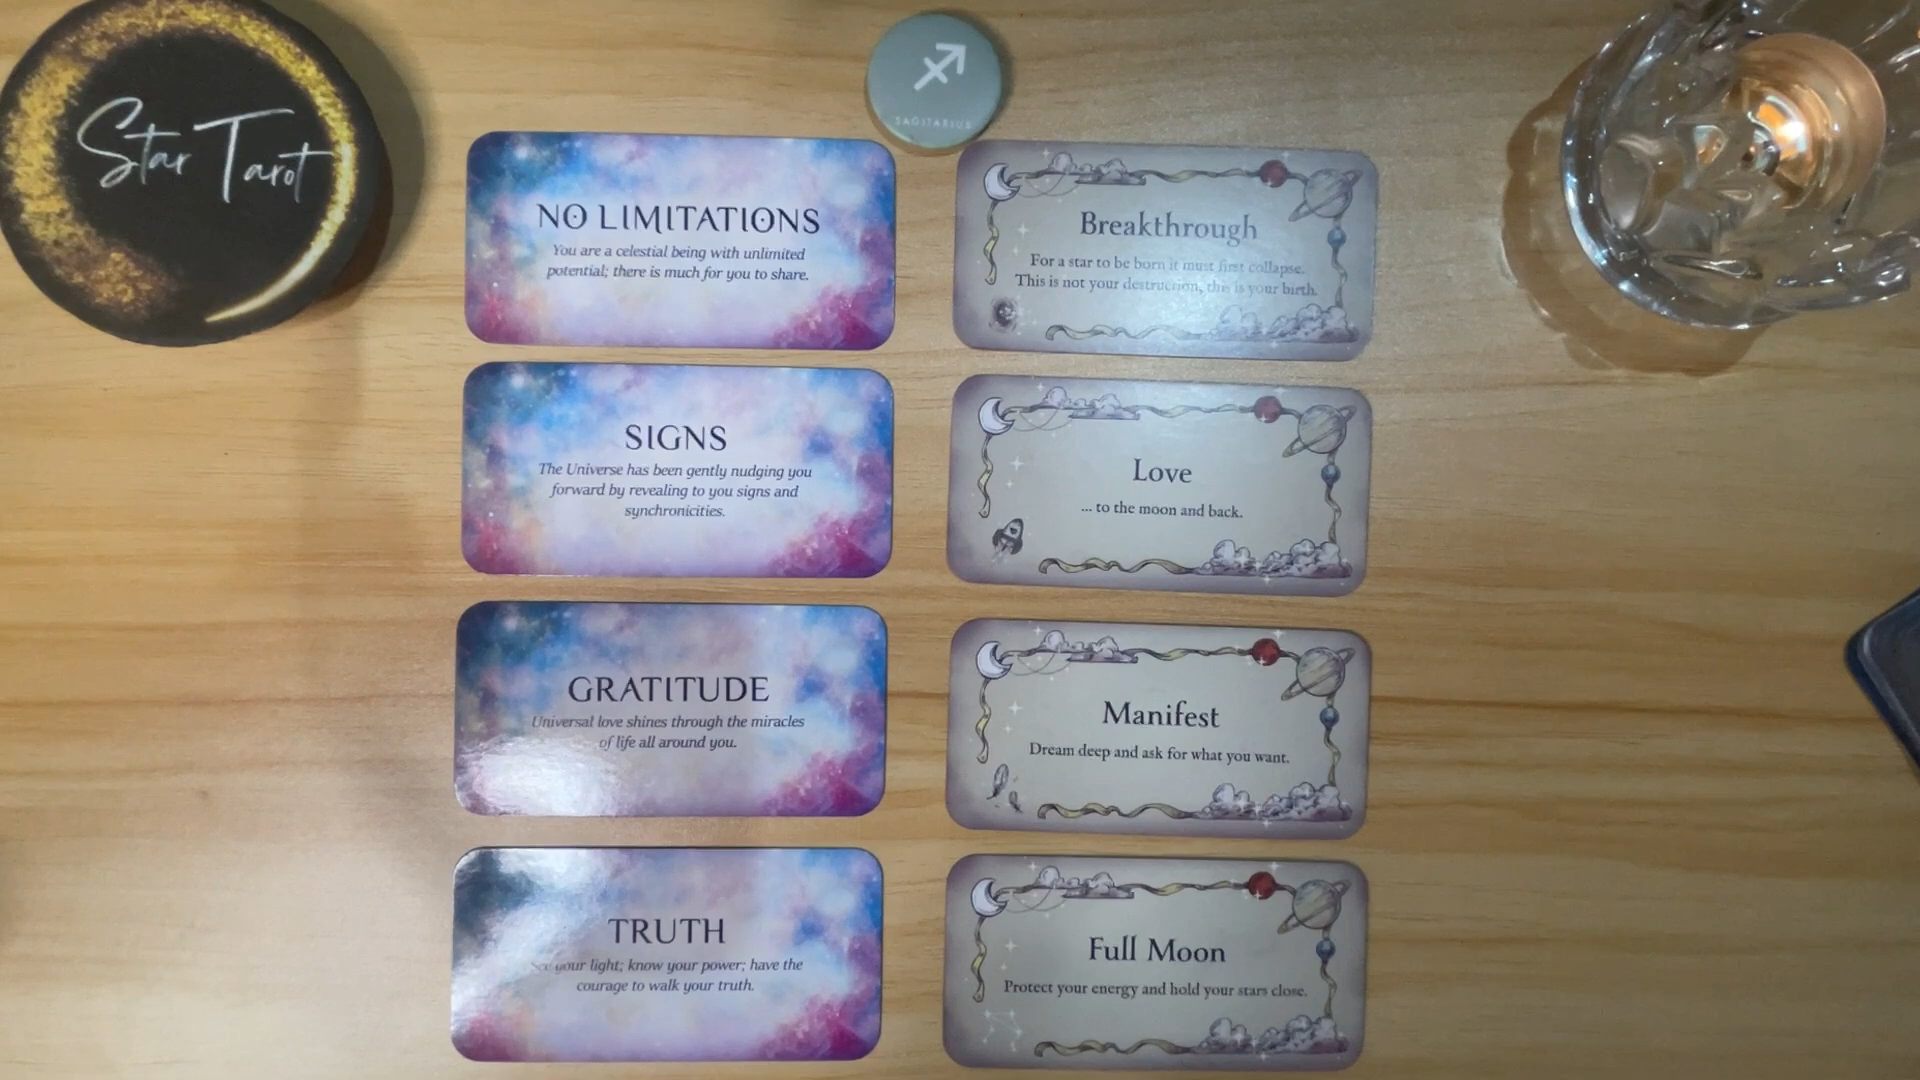 Star Tarot
SAGITARIUS
NO LIMITATIONS
You are a celestial being with unlimited
potential; there is much for you to share.
Breakthrough
For a star to be born it must first collapse.
This is not your destruction, this is your birth.
SIGNS
The Universe has been gently nudging you
forward by revealing to you signs and
synchronicities.
Love
... to the moon and back.
GRATITUDE
Universal love shines through the miracles
of life all around you.
Manifest
Dream deep and ask for what you want.
TRUTH
See your light; know your power; have the
courage to walk your truth.
Full Moon
Protect your energy and hold your stars close.